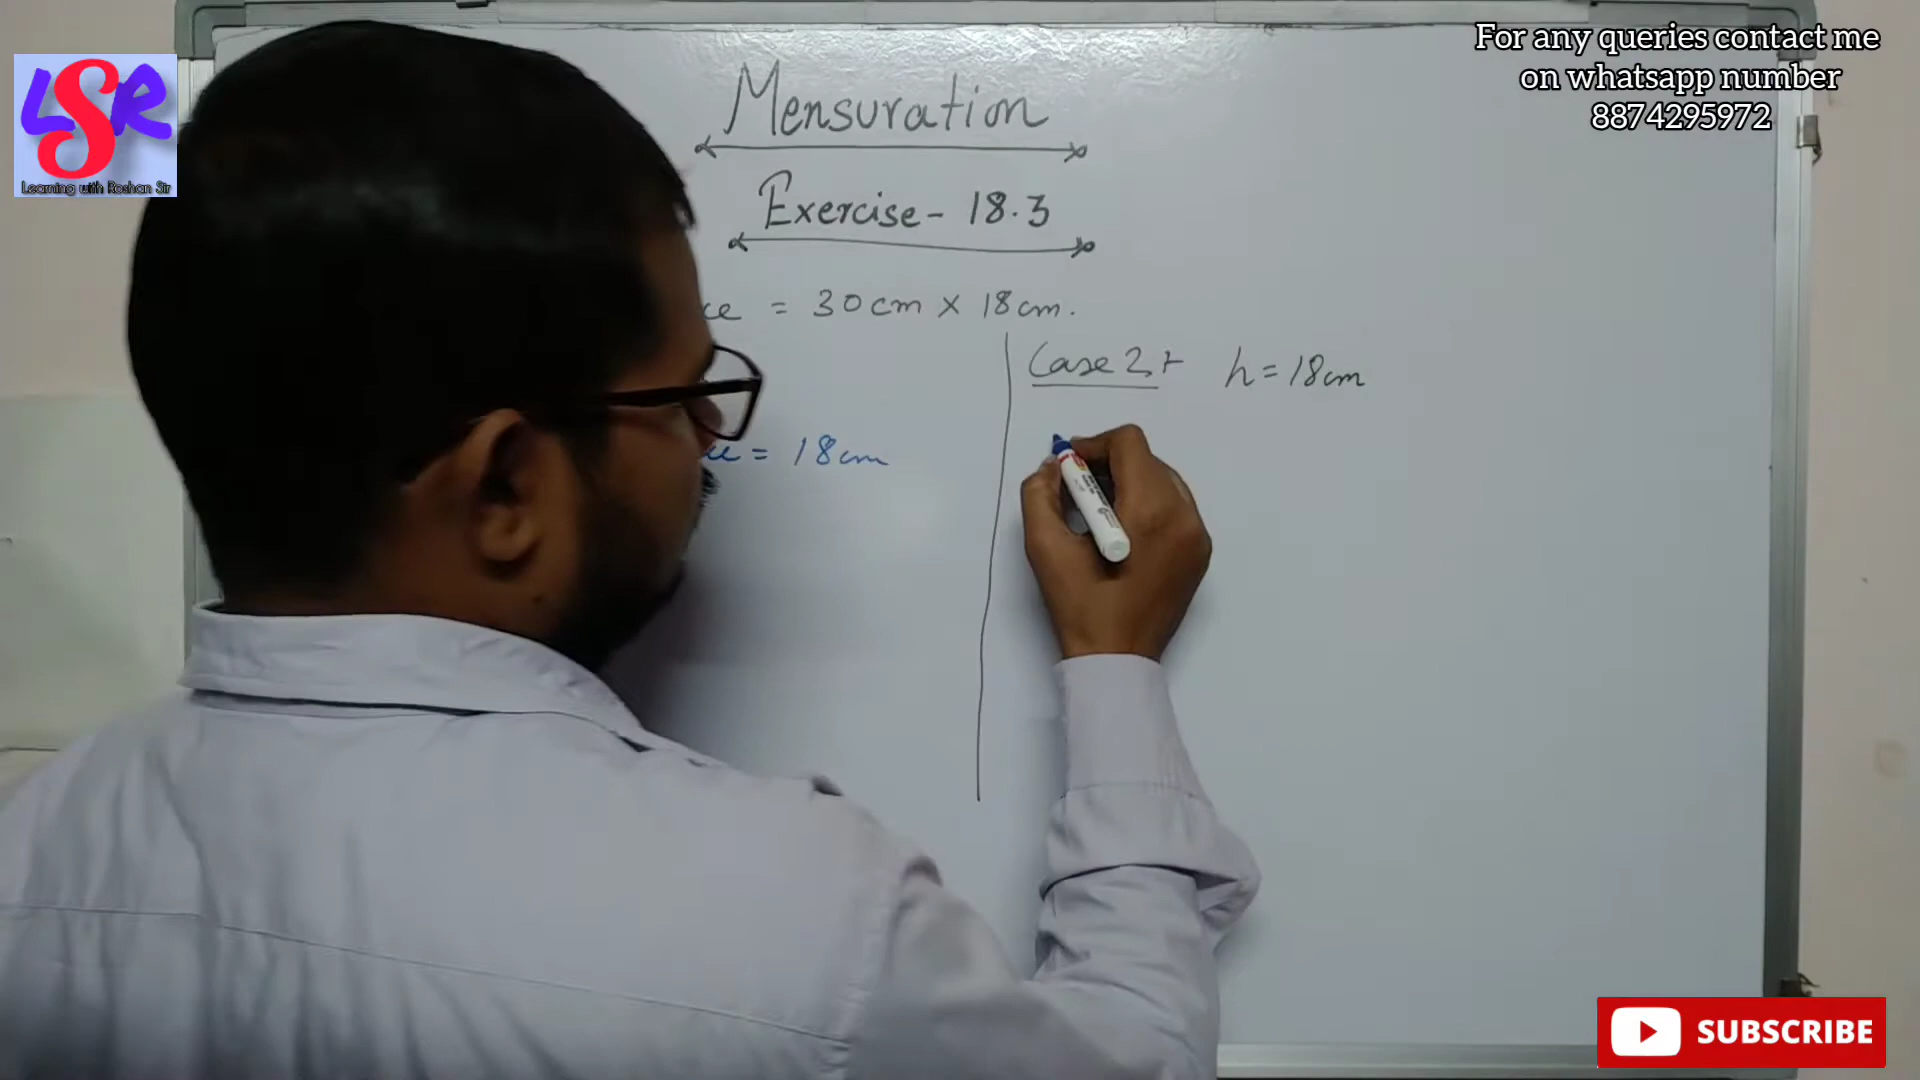 LSR
Learning with Roshan Sir
For any queries contact me
on whatsapp number
8874295972
Mensuration
Exercise - 18.3
= 30cm × 18cm.
= 18cm
Case 2:- h = 18cm
SUBSCRIBE